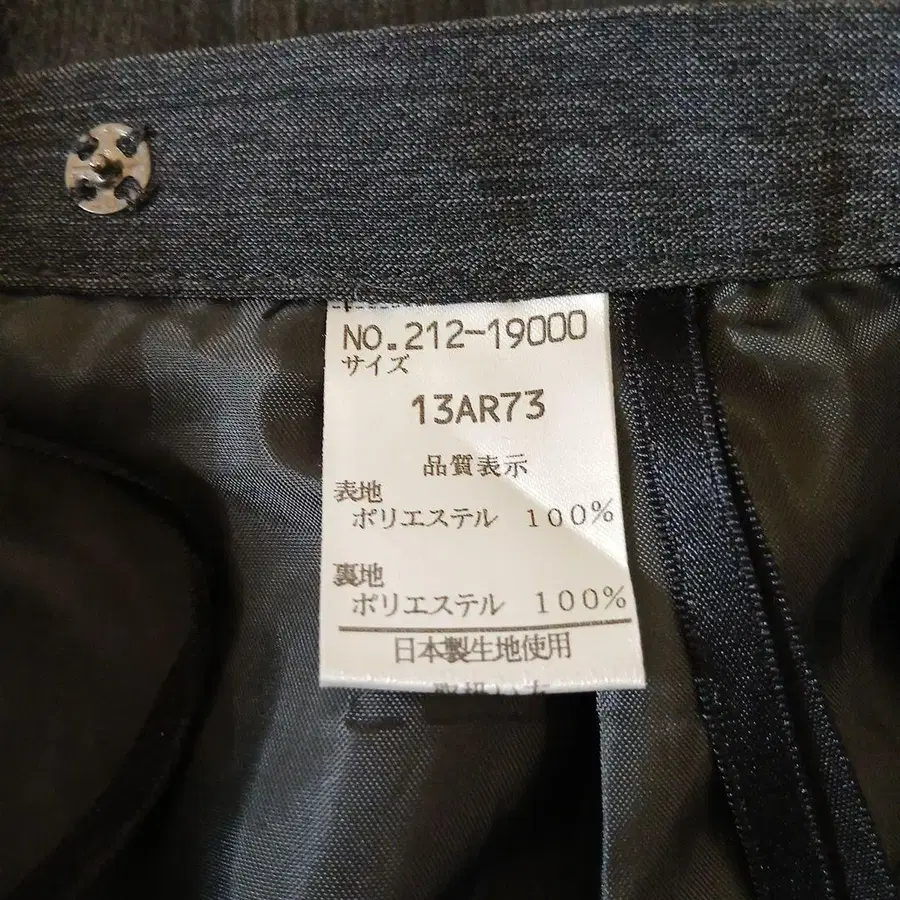 NO.212-19000
サイズ
13AR73
品質表示
表地
ポリエステル 100%
裏地
ポリエステル 100%
日本製生地使用